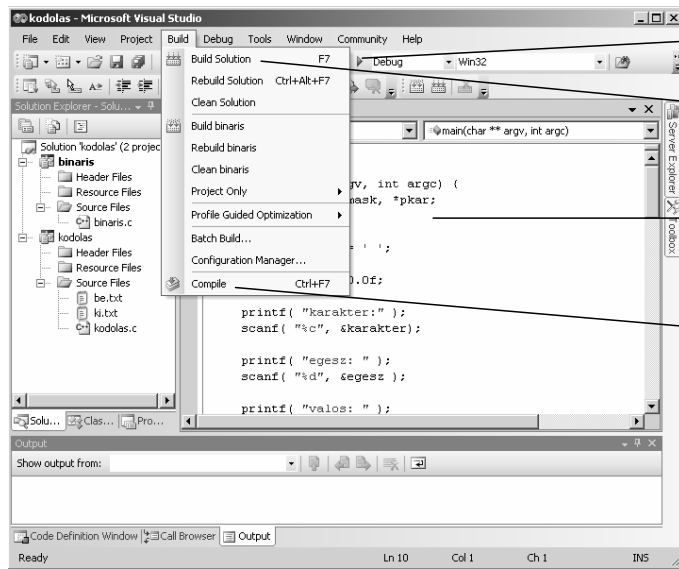 kodolas - Microsoft Visual Studio
File Edit View Project Build Debug Tools Window Community Help
Debug Win32
Build Solution F7
Rebuild Solution Ctrl+Alt+F7
Clean Solution
Build binaris
Rebuild binaris
Clean binaris
Project Only
Profile Guided Optimization
Batch Build...
Configuration Manager...
Compile Ctrl+F7
Solution Explorer - Solu...
Solution 'kodolas' (2 projec
binaris
Header Files
Resource Files
Source Files
binaris.c
kodolas
Header Files
Resource Files
Source Files
be.txt
ki.txt
kodolas.c
Solu... Clas... Pro...
main(char ** argv, int argc)
gv, int argc) {
mask, *pkar;
= ' ';
0.0f;
printf( "karakter:" );
scanf( "%c", &karakter);
printf( "egesz: " );
scanf( "%d", &egesz );
printf( "valos: " );
Server Explorer
Toolbox
Output
Show output from:
Code Definition Window Call Browser Output
Ready Ln 10 Col 1 Ch 1 INS